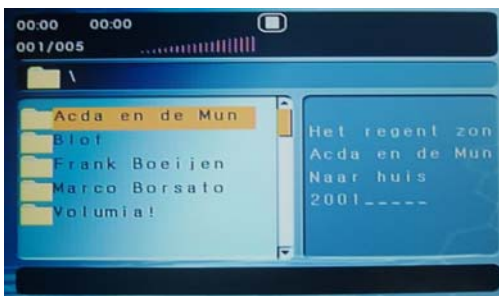 00:00 00:00
001/005
\
Acda en de Mun
Blof
Frank Boeijen
Marco Borsato
Volumia!
Het regent zon
Acda en de Mun
Naar huis
2001_____